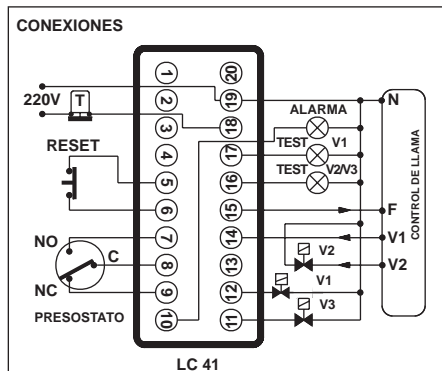 CONEXIONES
1 20
220V T 2 19 N
ALARMA
3 18
RESET 4 17 TEST V1
TEST V2/V3
5 16
6 15 F
NO 7 14 V1
C 8 13 V2 V2
NC 9 12 V1
PRESOSTATO 10 11 V3
CONTROL DE LLAMA
LC 41